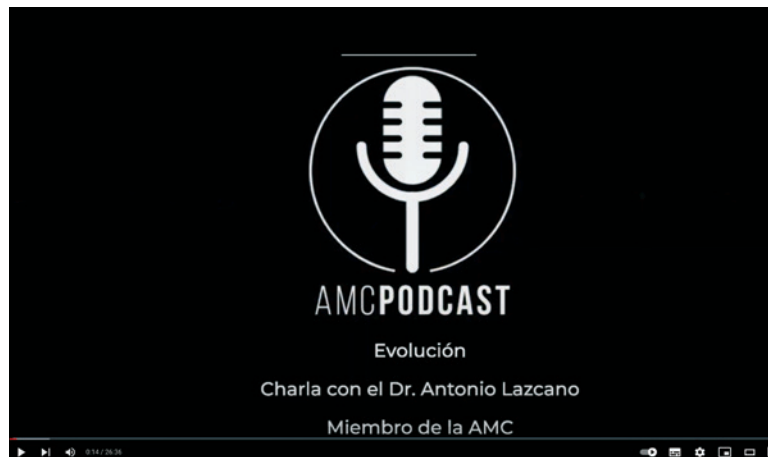 AMCPODCAST
Evolución
Charla con el Dr. Antonio Lazcano
Miembro de la AMC
0:14 / 26:36